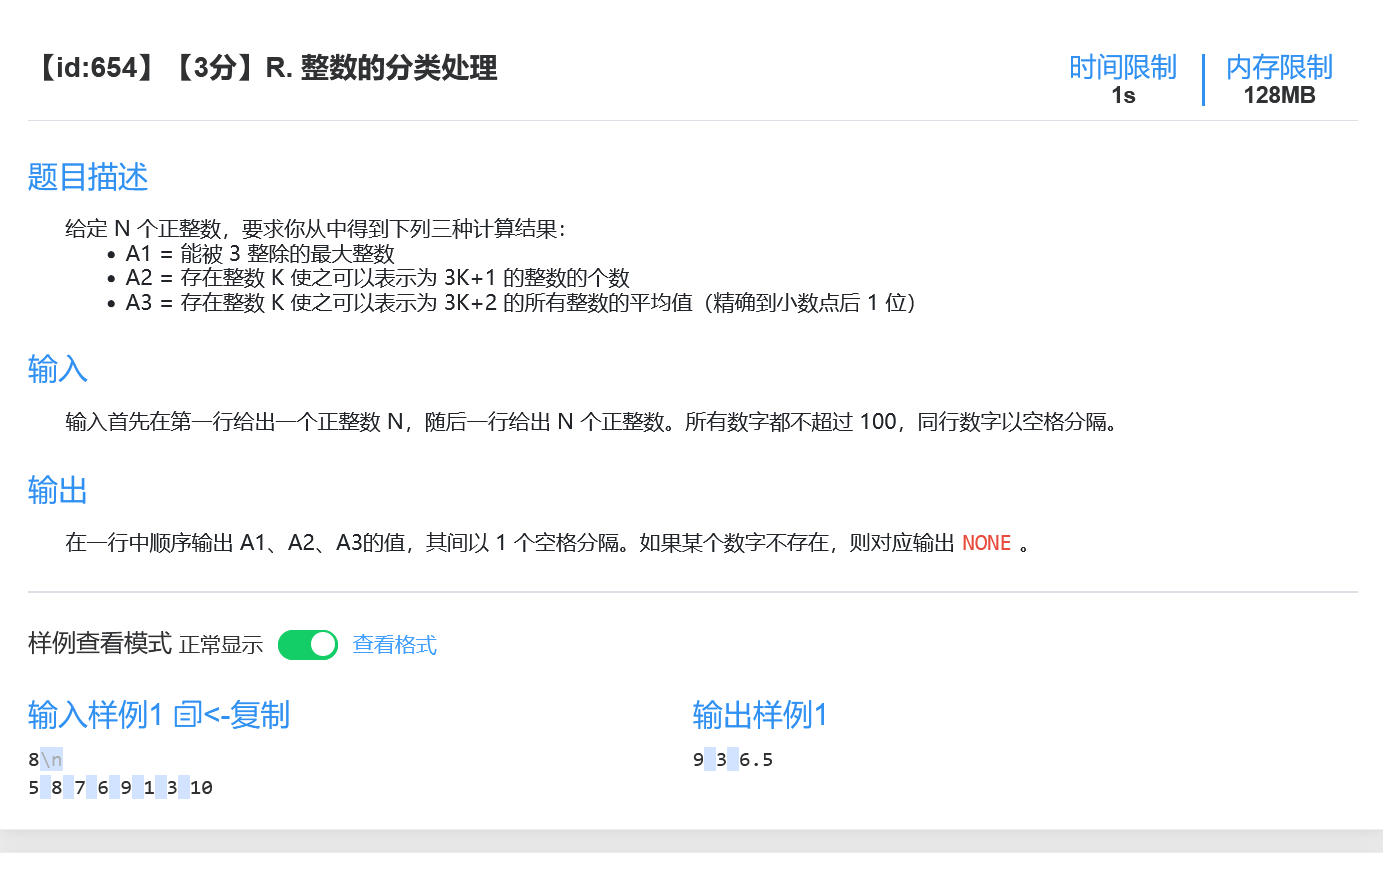 【id:654】【3分】R. 整数的分类处理
时间限制
1s
内存限制
128MB
题目描述
给定 N 个正整数，要求你从中得到下列三种计算结果：
• A1 = 能被 3 整除的最大整数
• A2 = 存在整数 K 使之可以表示为 3K+1 的整数的个数
• A3 = 存在整数 K 使之可以表示为 3K+2 的所有整数的平均值（精确到小数点后 1 位）
输入
输入首先在第一行给出一个正整数 N，随后一行给出 N 个正整数。所有数字都不超过 100，同行数字以空格分隔。
输出
在一行中顺序输出 A1、A2、A3的值，其间以 1 个空格分隔。如果某个数字不存在，则对应输出 NONE 。
样例查看模式 正常显示 查看格式
输入样例1 <-复制
8\n
5 8 7 6 9 1 3 10
输出样例1
9 3 6.5